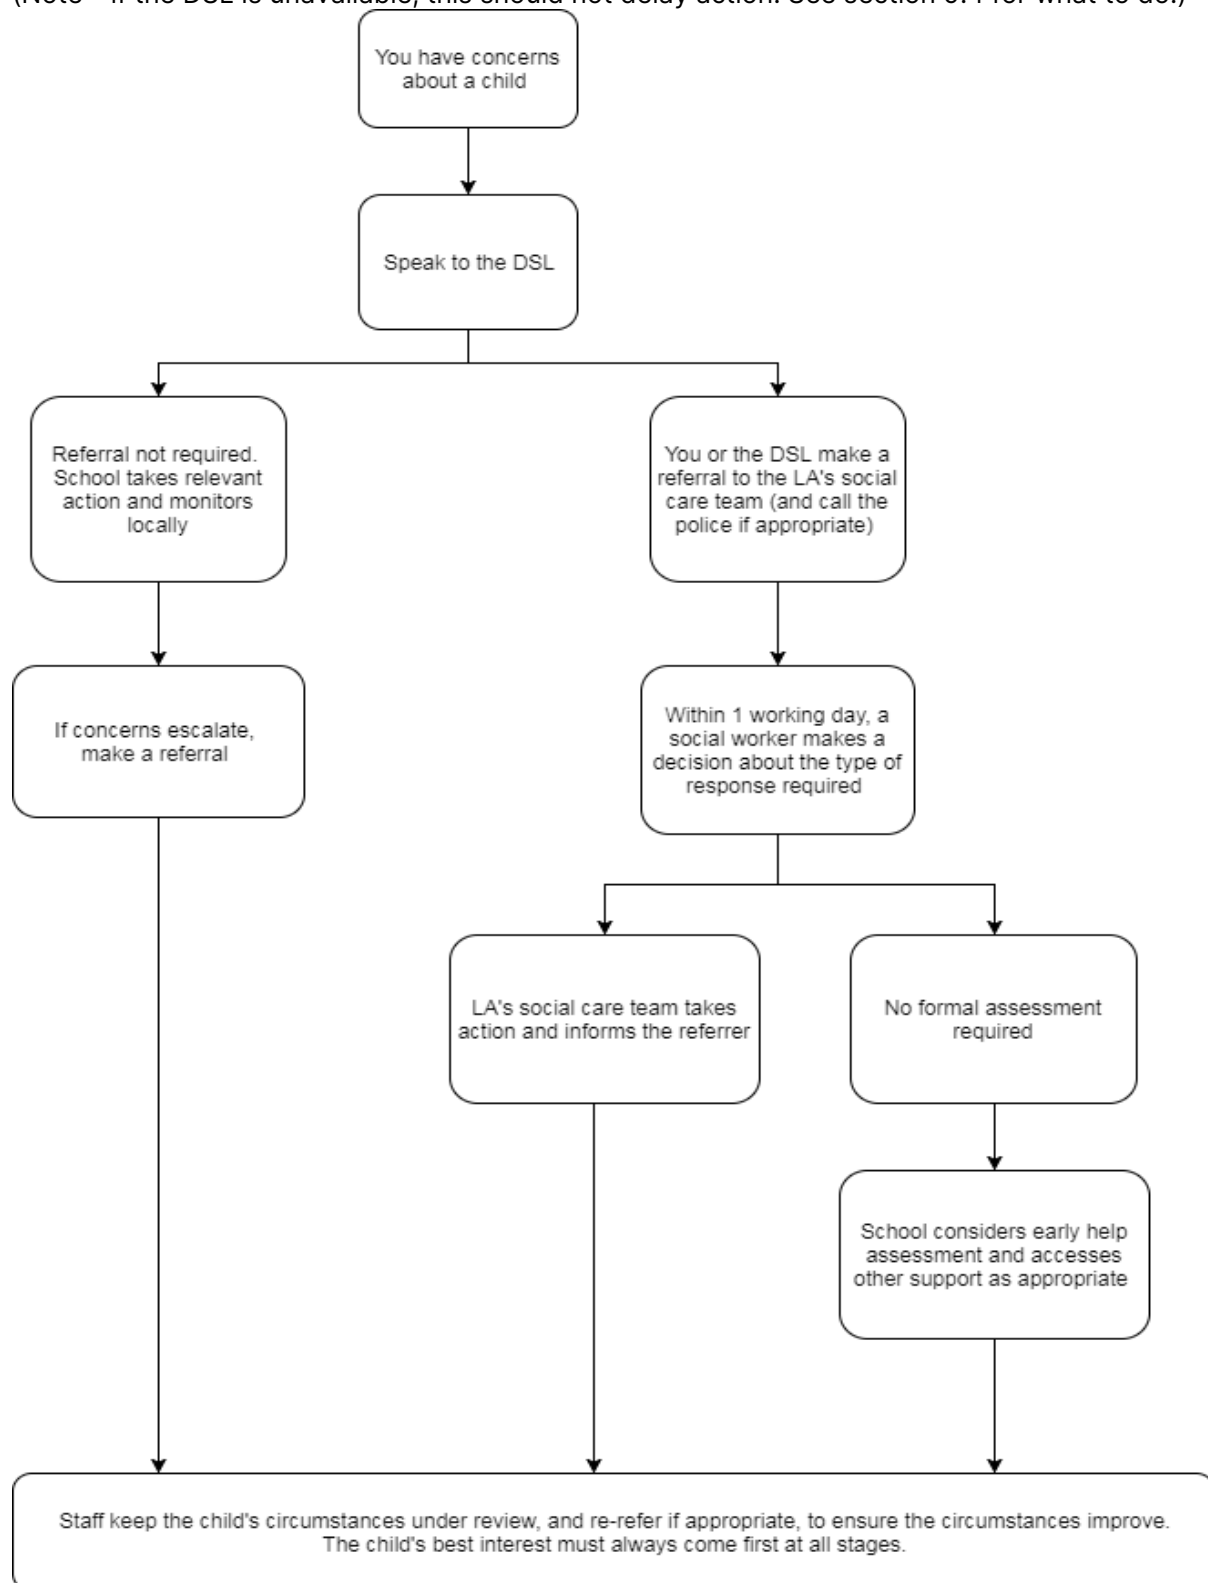 (Note - if the DSL is unavailable, this should not delay action. See section for what to do.)
You have concerns
about a child
Speak to the DSL
Referral not required.
School takes relevant
action and monitors
locally
You or the DSL make a
referral to the LA's social
care team (and call the
police if appropriate)
If concerns escalate,
make a referral
Within 1 working day, a
social worker makes a
decision about the type of
response required
LA's social care team takes
action and informs the referrer
No formal assessment
required
School considers early help
assessment and accesses
other support as appropriate
Staff keep the child's circumstances under review, and re-refer if appropriate, to ensure the circumstances improve.
The child's best interest must always come first at all stages.